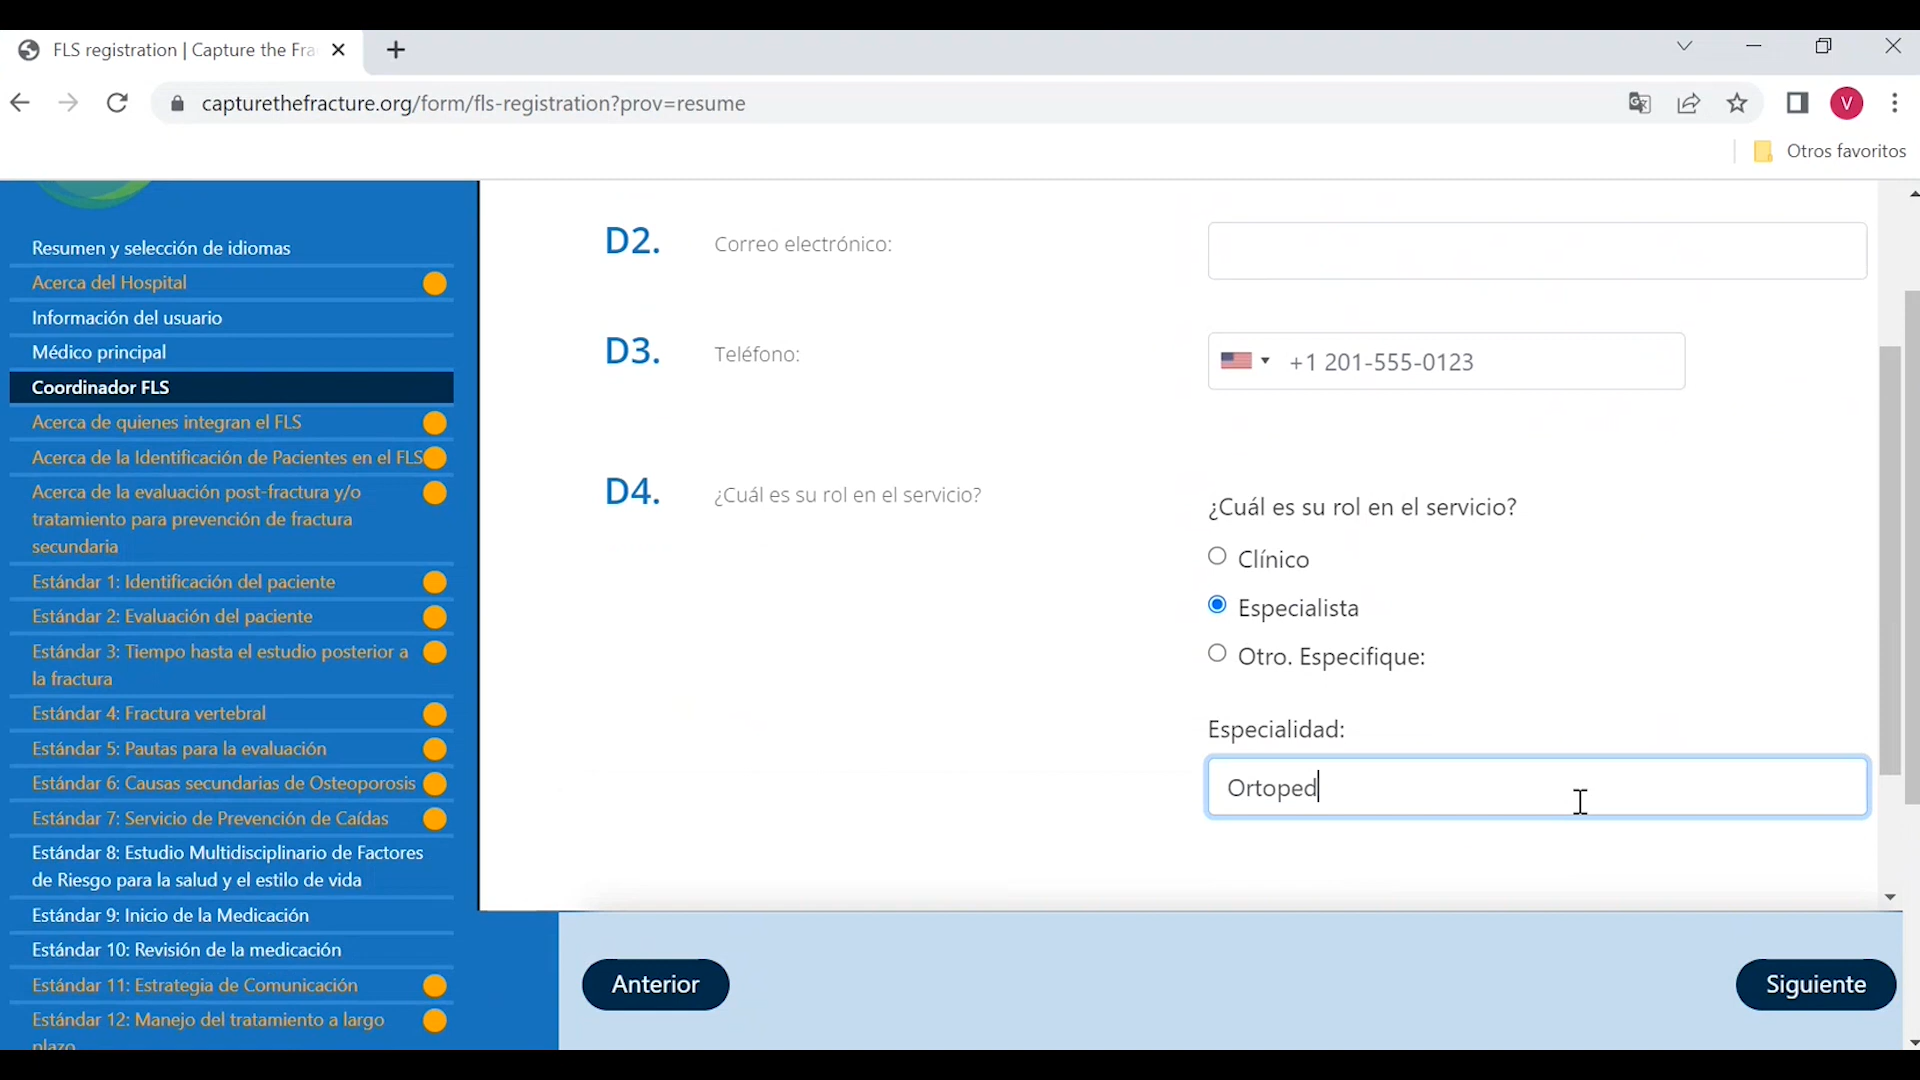 FLS registration | Capture the Fra
capturethefracture.org/form/fls-registration?prov=resume
V
Otros favoritos
Resumen y selección de idiomas
Acerca del Hospital
Información del usuario
Médico principal
Coordinador FLS
Acerca de quienes integran el FLS
Acerca de la Identificación de Pacientes en el FLS
Acerca de la evaluación post-fractura y/o
tratamiento para prevención de fractura
secundaria
Estándar 1: Identificación del paciente
Estándar 2: Evaluación del paciente
Estándar 3: Tiempo hasta el estudio posterior a
la fractura
Estándar 4: Fractura vertebral
Estándar 5: Pautas para la evaluación
Estándar 6: Causas secundarias de Osteoporosis
Estándar 7: Servicio de Prevención de Caídas
Estándar 8: Estudio Multidisciplinario de Factores
de Riesgo para la salud y el estilo de vida
Estándar 9: Inicio de la Medicación
Estándar 10: Revisión de la medicación
Estándar 11: Estrategia de Comunicación
Estándar 12: Manejo del tratamiento a largo
plazo
D2. Correo electrónico:
D3. Teléfono: +1 201-555-0123
D4. ¿Cuál es su rol en el servicio?
¿Cuál es su rol en el servicio?
Clínico
Especialista
Otro. Especifique:
Especialidad:
Ortoped
Anterior
Siguiente